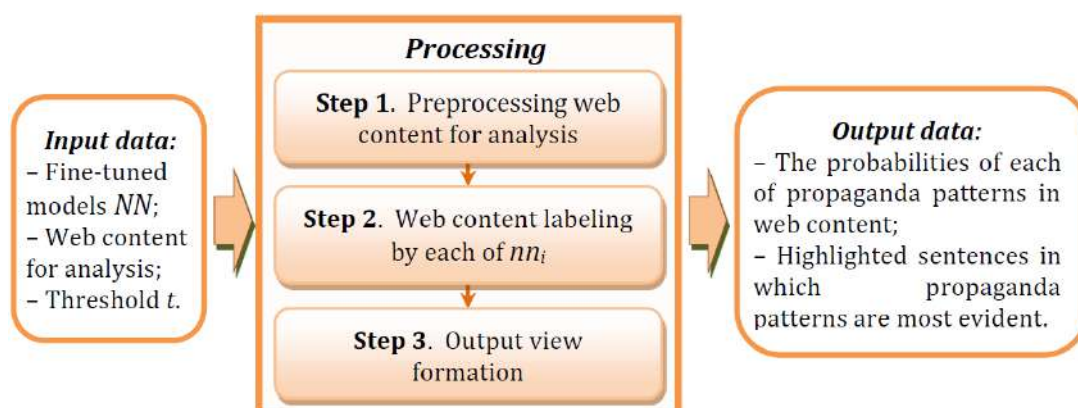 Input data:
– Fine-tuned
models NN;
– Web content
for analysis;
– Threshold t.
Processing
Step 1. Preprocessing web
content for analysis
Step 2. Web content labeling
by each of nnᵢ
Step 3. Output view
formation
Output data:
– The probabilities of each
of propaganda patterns in
web content;
– Highlighted sentences in
which propaganda
patterns are most evident.